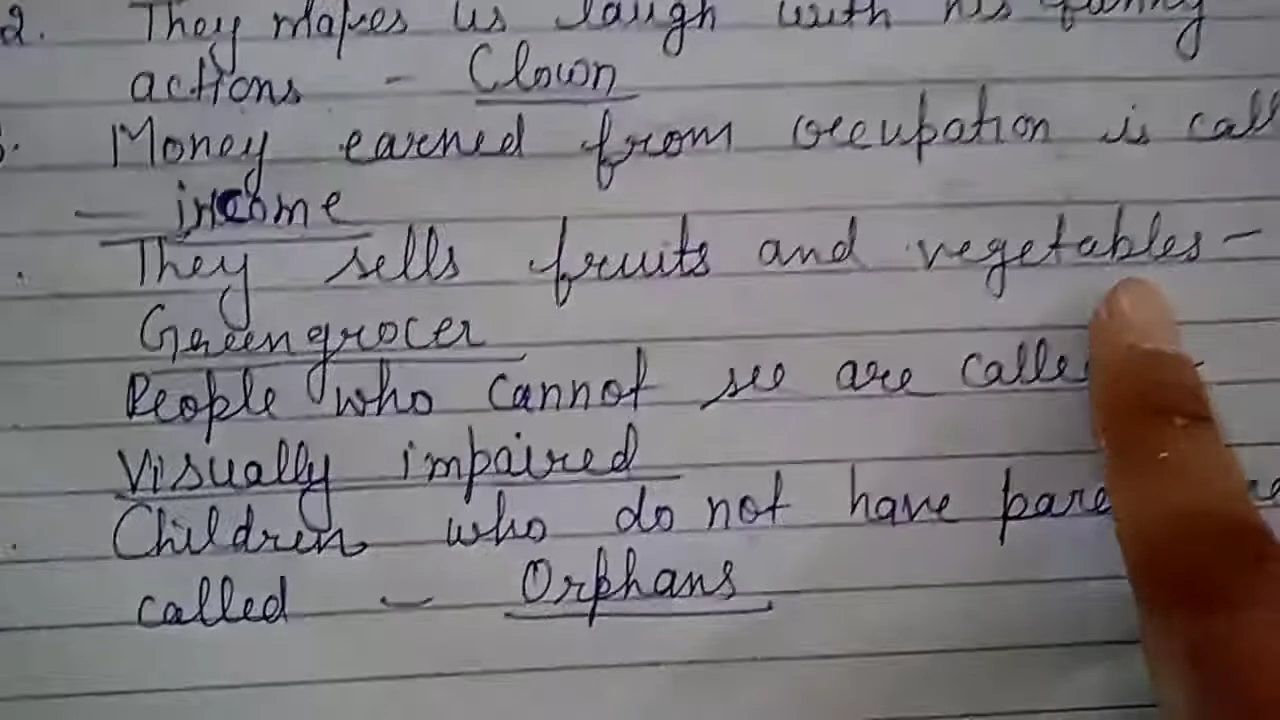 2. They makes us laugh with his funny
actions - Clown
Money earned from occupation is call
- income
They sells fruits and vegetables -
Greengrocer
People who cannot see are calle
Visually impaired
Children who do not have pare
called - Orphans